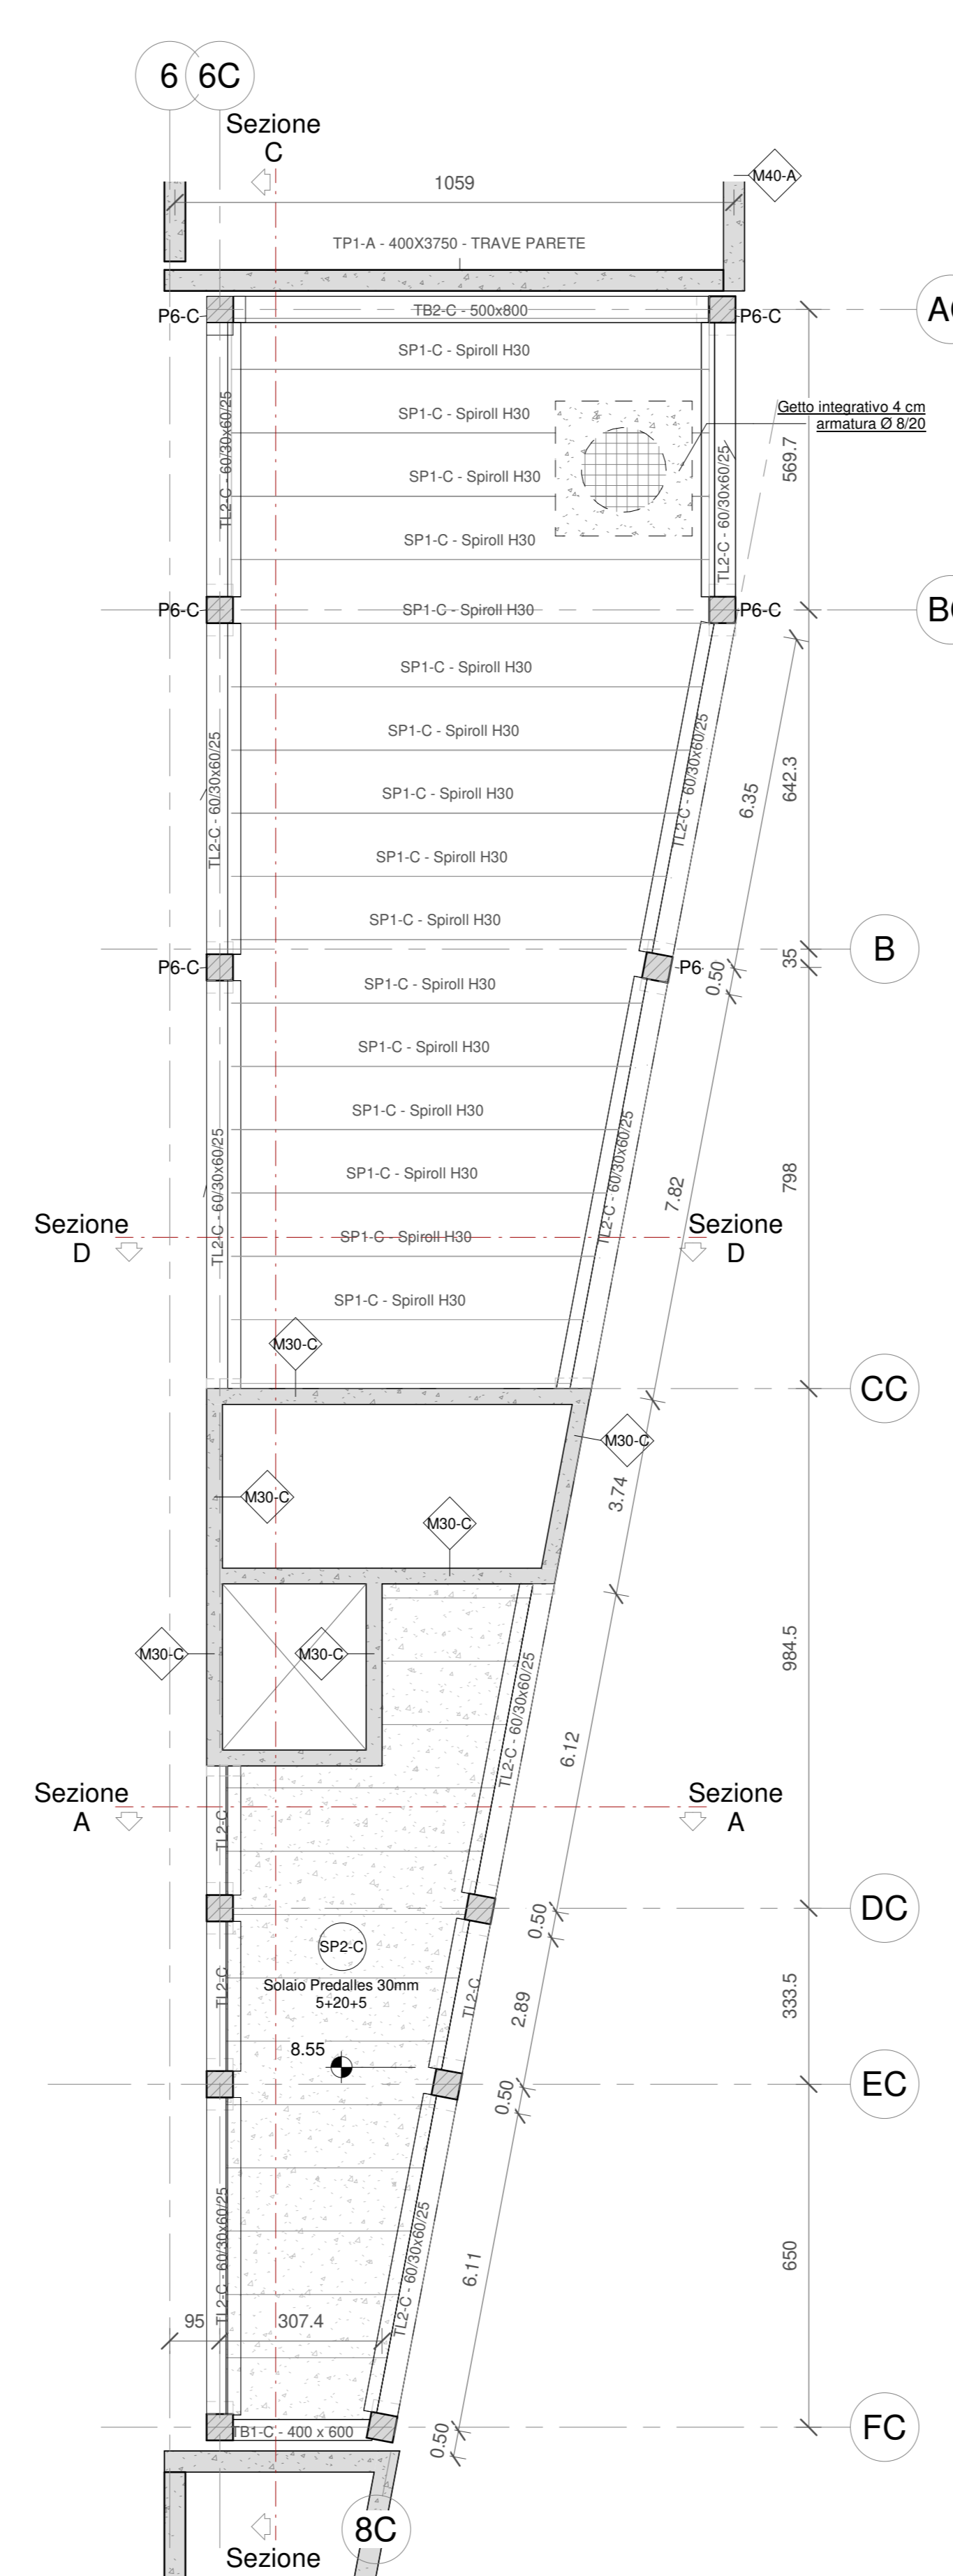 6
6C
Sezione
C
M40-A
1059
TP1-A - 400X3750 - TRAVE PARETE
P6-C
TB2-C - 500x800
P6-C
SP1-C - Spiroll H30
TL2-C - 60/30x60/25
SP1-C - Spiroll H30
Getto integrativo 4 cm
armatura Ø 8/20
569.7
SP1-C - Spiroll H30
TL2-C - 60/30x60/25
SP1-C - Spiroll H30
P6-C
SP1-C - Spiroll H30
P6-C
SP1-C - Spiroll H30
SP1-C - Spiroll H30
TL2-C - 60/30x60/25
TL2-C - 60/30x60/25
6.35
642.3
SP1-C - Spiroll H30
SP1-C - Spiroll H30
SP1-C - Spiroll H30
B
35
P6-C
P6
0.50
SP1-C - Spiroll H30
SP1-C - Spiroll H30
SP1-C - Spiroll H30
TL2-C - 60/30x60/25
TL2-C - 60/30x60/25
7.82
798
SP1-C - Spiroll H30
Sezione
D
SP1-C - Spiroll H30
Sezione
D
SP1-C - Spiroll H30
M30-C
CC
M30-C
M30-C
3.74
M30-C
M30-C
M30-C
984.5
TL2-C - 60/30x60/25
6.12
Sezione
A
Sezione
A
TL2-C
DC
0.50
SP2-C
Solaio Predalles 30mm
5+20+5
TL2-C
TL2-C
2.89
333.5
8.55
EC
0.50
TL2-C - 60/30x60/25
TL2-C - 60/30x60/25
6.11
650
95
307.4
TB1-C - 400 x 600
0.50
FC
8C
Sezione